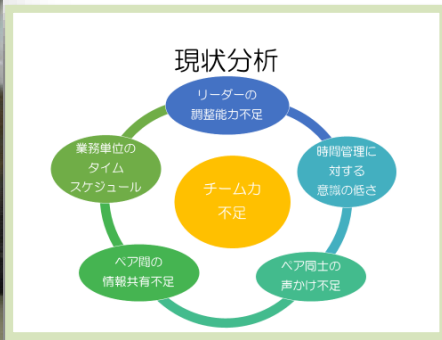 現状分析
リーダーの
調整能力不足
時間管理に
対する
意識の低さ
ペア同士の
声かけ不足
ペア間の
情報共有不足
業務単位の
タイム
スケジュール
チーム力
不足